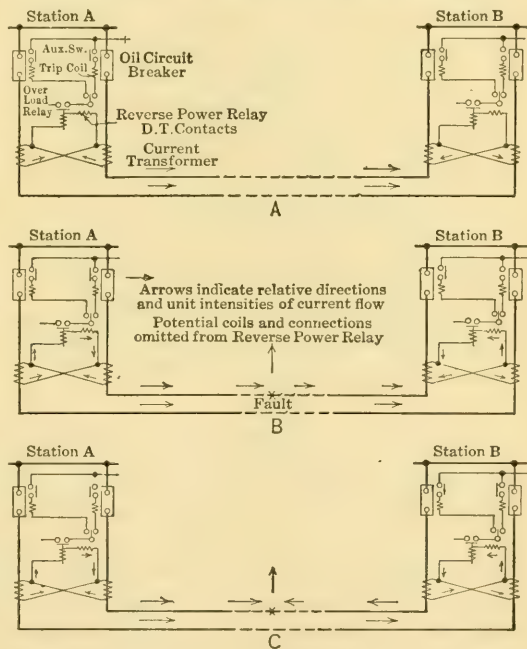 Station A
Station B
Aux.Sw.
Trip Coil
Oil Circuit
Breaker
Over
Load
Relay
Reverse Power Relay
D.T. Contacts
Current
Transformer
A
Station A
Station B
Arrows indicate relative directions
and unit intensities of current flow
Potential coils and connections
omitted from Reverse Power Relay
Fault
B
Station A
Station B
C